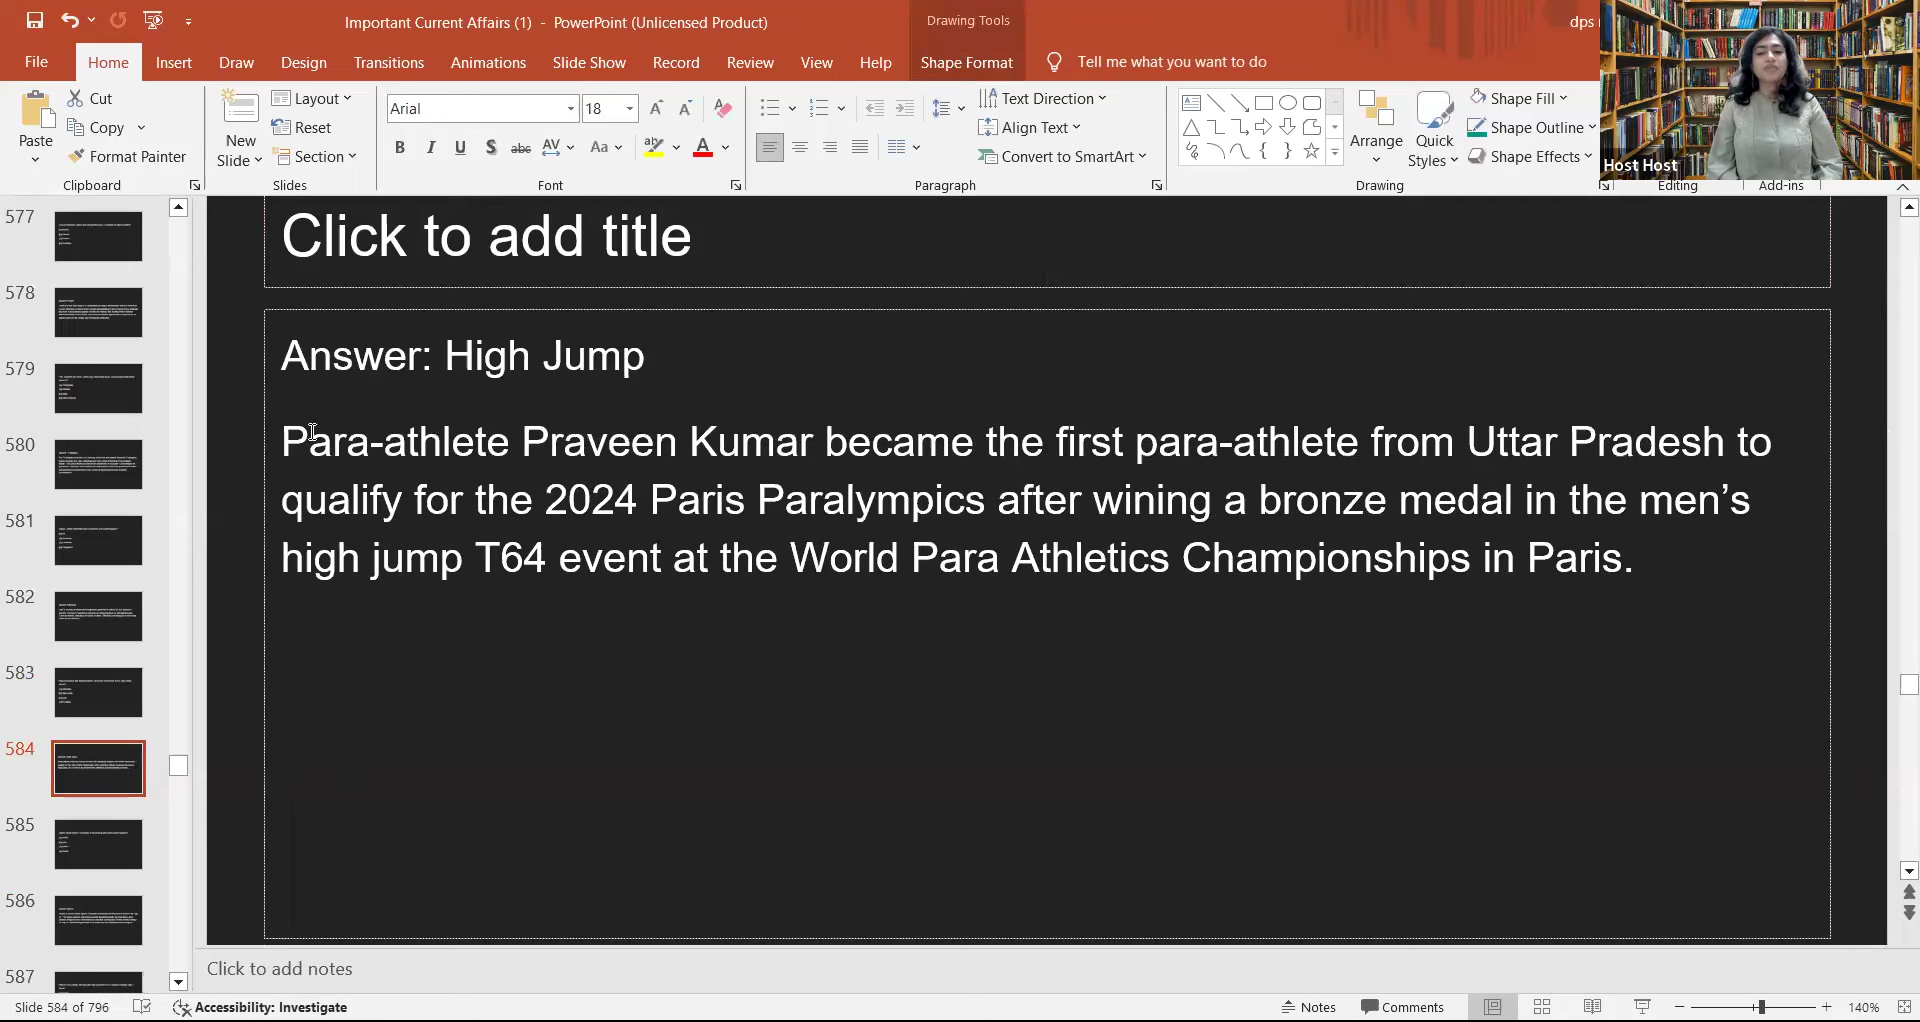 Important Current Affairs (1) - PowerPoint (Unlicensed Product)
Drawing Tools
dps
File
Home
Insert
Draw
Design
Transitions
Animations
Slide Show
Record
Review
View
Help
Shape Format
Tell me what you want to do
Paste
Cut
Copy
Format Painter
Clipboard
New
Slide
Layout
Reset
Section
Slides
Arial
18
Font
Text Direction
Align Text
Convert to SmartArt
Paragraph
Arrange
Quick
Styles
Shape Fill
Shape Outline
Shape Effects
Drawing
Editing
Add-ins
Host Host
577
578
579
580
581
582
583
584
585
586
587
Click to add title
Answer: High Jump
Para-athlete Praveen Kumar became the first para-athlete from Uttar Pradesh to
qualify for the 2024 Paris Paralympics after wining a bronze medal in the men’s
high jump T64 event at the World Para Athletics Championships in Paris.
Click to add notes
Slide 584 of 796
Accessibility: Investigate
Notes
Comments
140%